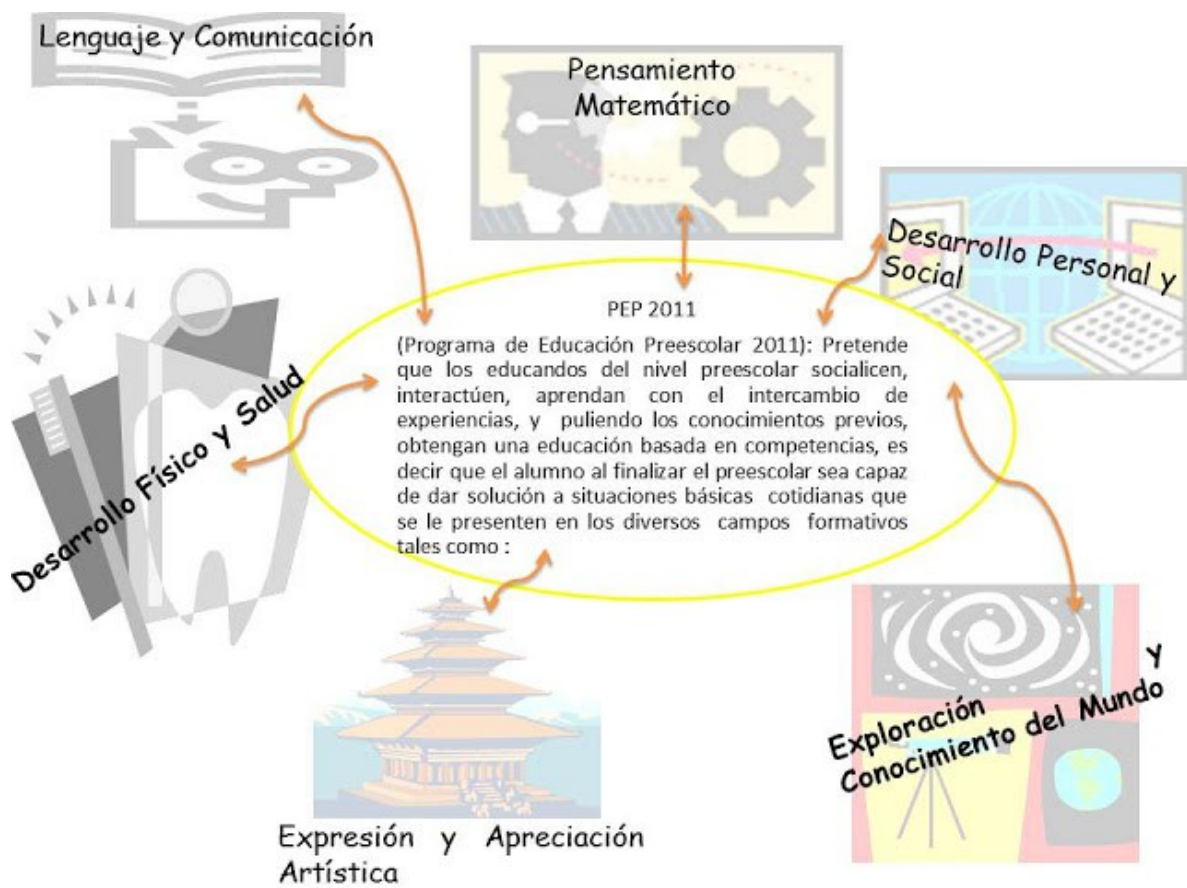 Lenguaje y Comunicación
Pensamiento
Matemático
Desarrollo Personal y
Social
PEP 2011
(Programa de Educación Preescolar 2011): Pretende
que los educandos del nivel preescolar socialicen,
interactúen, aprendan con el intercambio de
experiencias, y puliendo los conocimientos previos,
obtengan una educación basada en competencias, es
decir que el alumno al finalizar el preescolar sea capaz
de dar solución a situaciones básicas cotidianas que
se le presenten en los diversos campos formativos
tales como :
Desarrollo Físico y Salud
Exploración y
Conocimiento del Mundo
Expresión y Apreciación
Artística